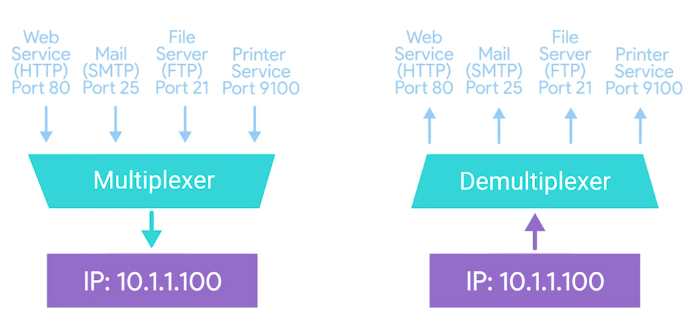 Web
Service
(HTTP)
Port 80
Mail
(SMTP)
Port 25
File
Server
(FTP)
Port 21
Printer
Service
Port 9100
Multiplexer
IP: 10.1.1.100
Web
Service
(HTTP)
Port 80
Mail
(SMTP)
Port 25
File
Server
(FTP)
Port 21
Printer
Service
Port 9100
Demultiplexer
IP: 10.1.1.100